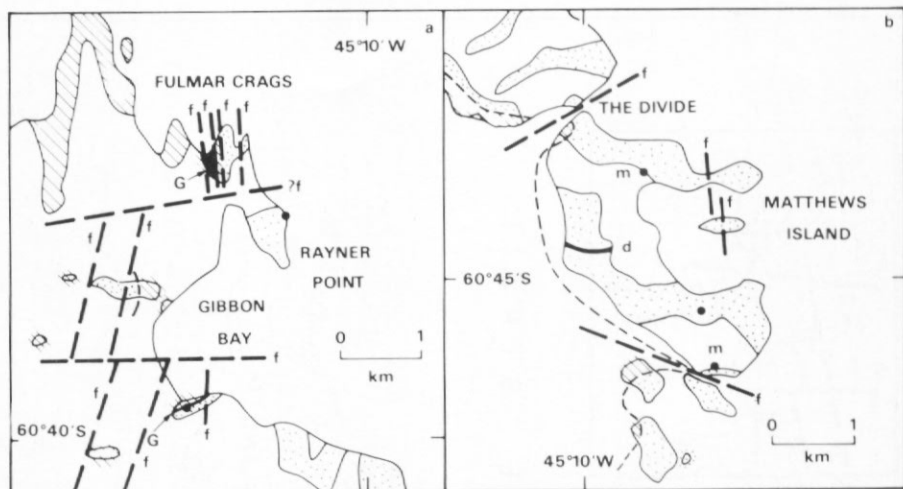 45°10'W
a
FULMAR CRAGS
f f f f
G
?f
f f
RAYNER
POINT
GIBBON
BAY
0 1
km
f
f
60°40'S
G
f
f
b
f
THE DIVIDE
m
f
f
MATTHEWS
ISLAND
d
60°45'S
m
f
45°10'W
0 1
km